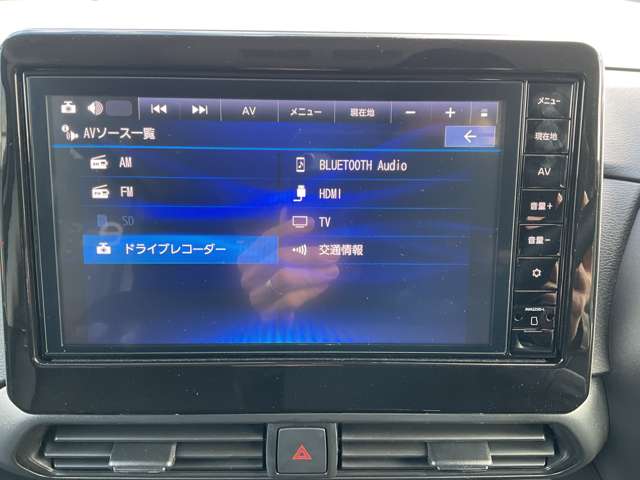 AV メニュー 現在地 − +
AVソース一覧
AM
BLUETOOTH Audio
FM
HDMI
SD
TV
ドライブレコーダー
交通情報
メニュー
現在地
AV
音量+
音量−